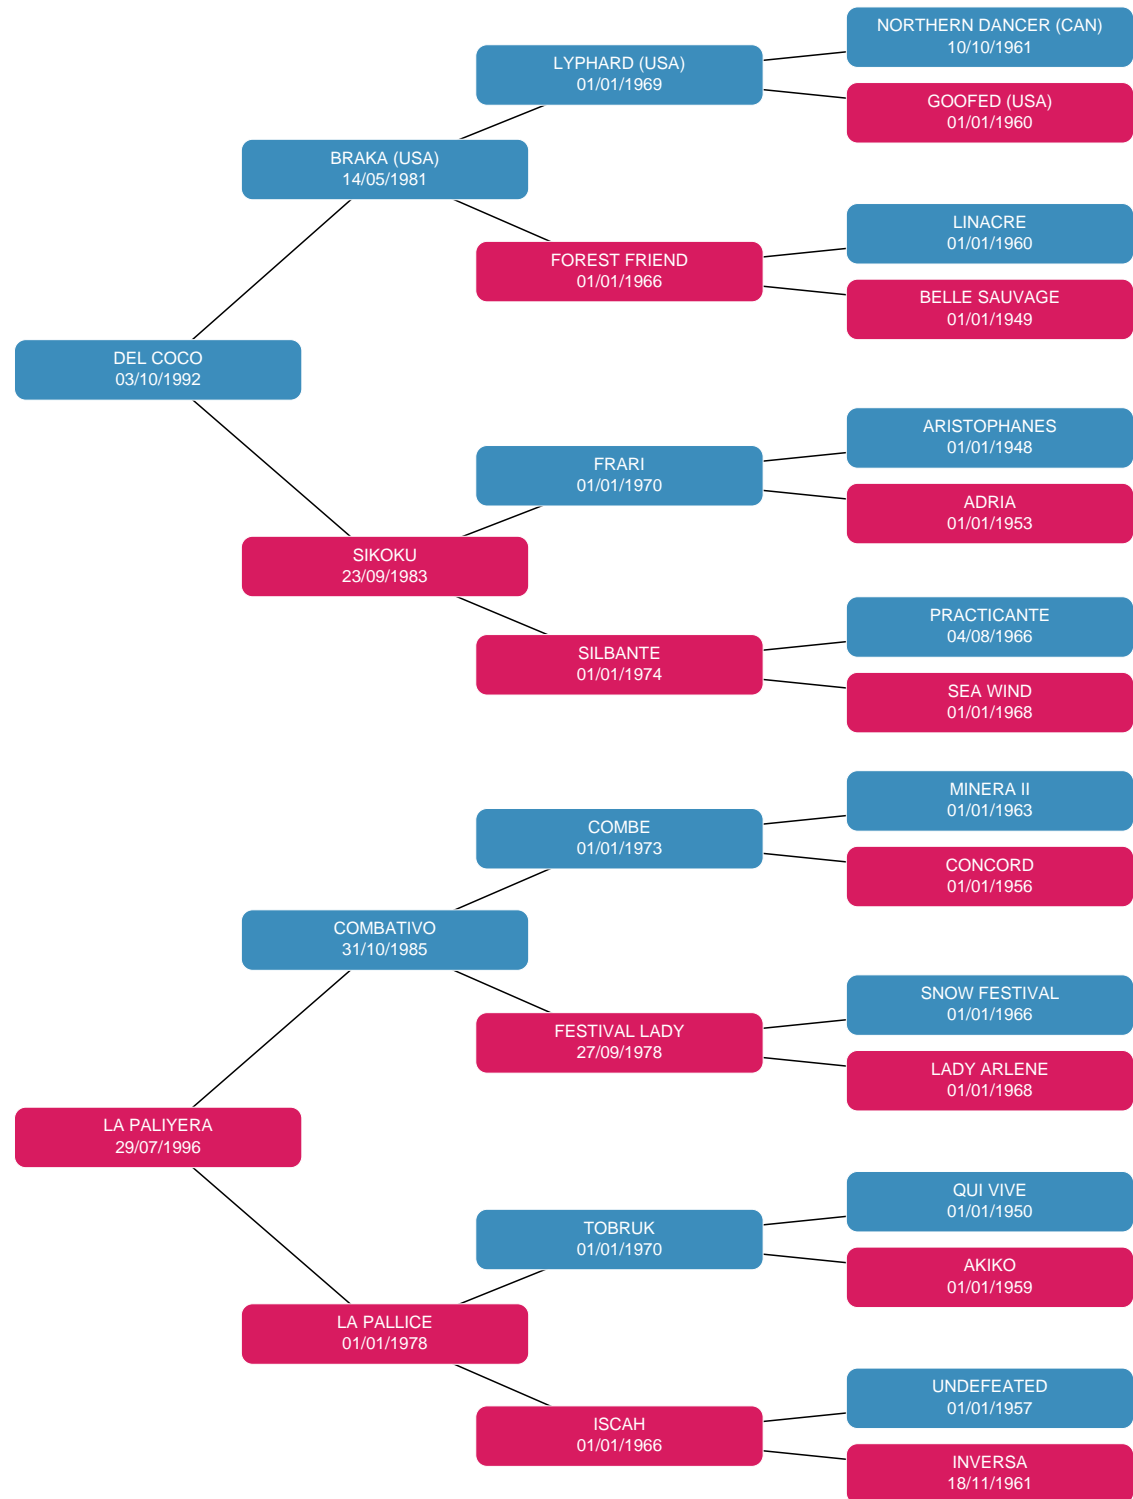 NORTHERN DANCER (CAN)
10/10/1961
LYPHARD (USA)
01/01/1969
GOOFED (USA)
01/01/1960
BRAKA (USA)
14/05/1981
LINACRE
01/01/1960
FOREST FRIEND
01/01/1966
BELLE SAUVAGE
01/01/1949
DEL COCO
03/10/1992
ARISTOPHANES
01/01/1948
FRARI
01/01/1970
ADRIA
01/01/1953
SIKOKU
23/09/1983
PRACTICANTE
04/08/1966
SILBANTE
01/01/1974
SEA WIND
01/01/1968
MINERA II
01/01/1963
COMBE
01/01/1973
CONCORD
01/01/1956
COMBATIVO
31/10/1985
SNOW FESTIVAL
01/01/1966
FESTIVAL LADY
27/09/1978
LADY ARLENE
01/01/1968
LA PALIYERA
29/07/1996
QUI VIVE
01/01/1950
TOBRUK
01/01/1970
AKIKO
01/01/1959
LA PALLICE
01/01/1978
UNDEFEATED
01/01/1957
ISCAH
01/01/1966
INVERSA
18/11/1961